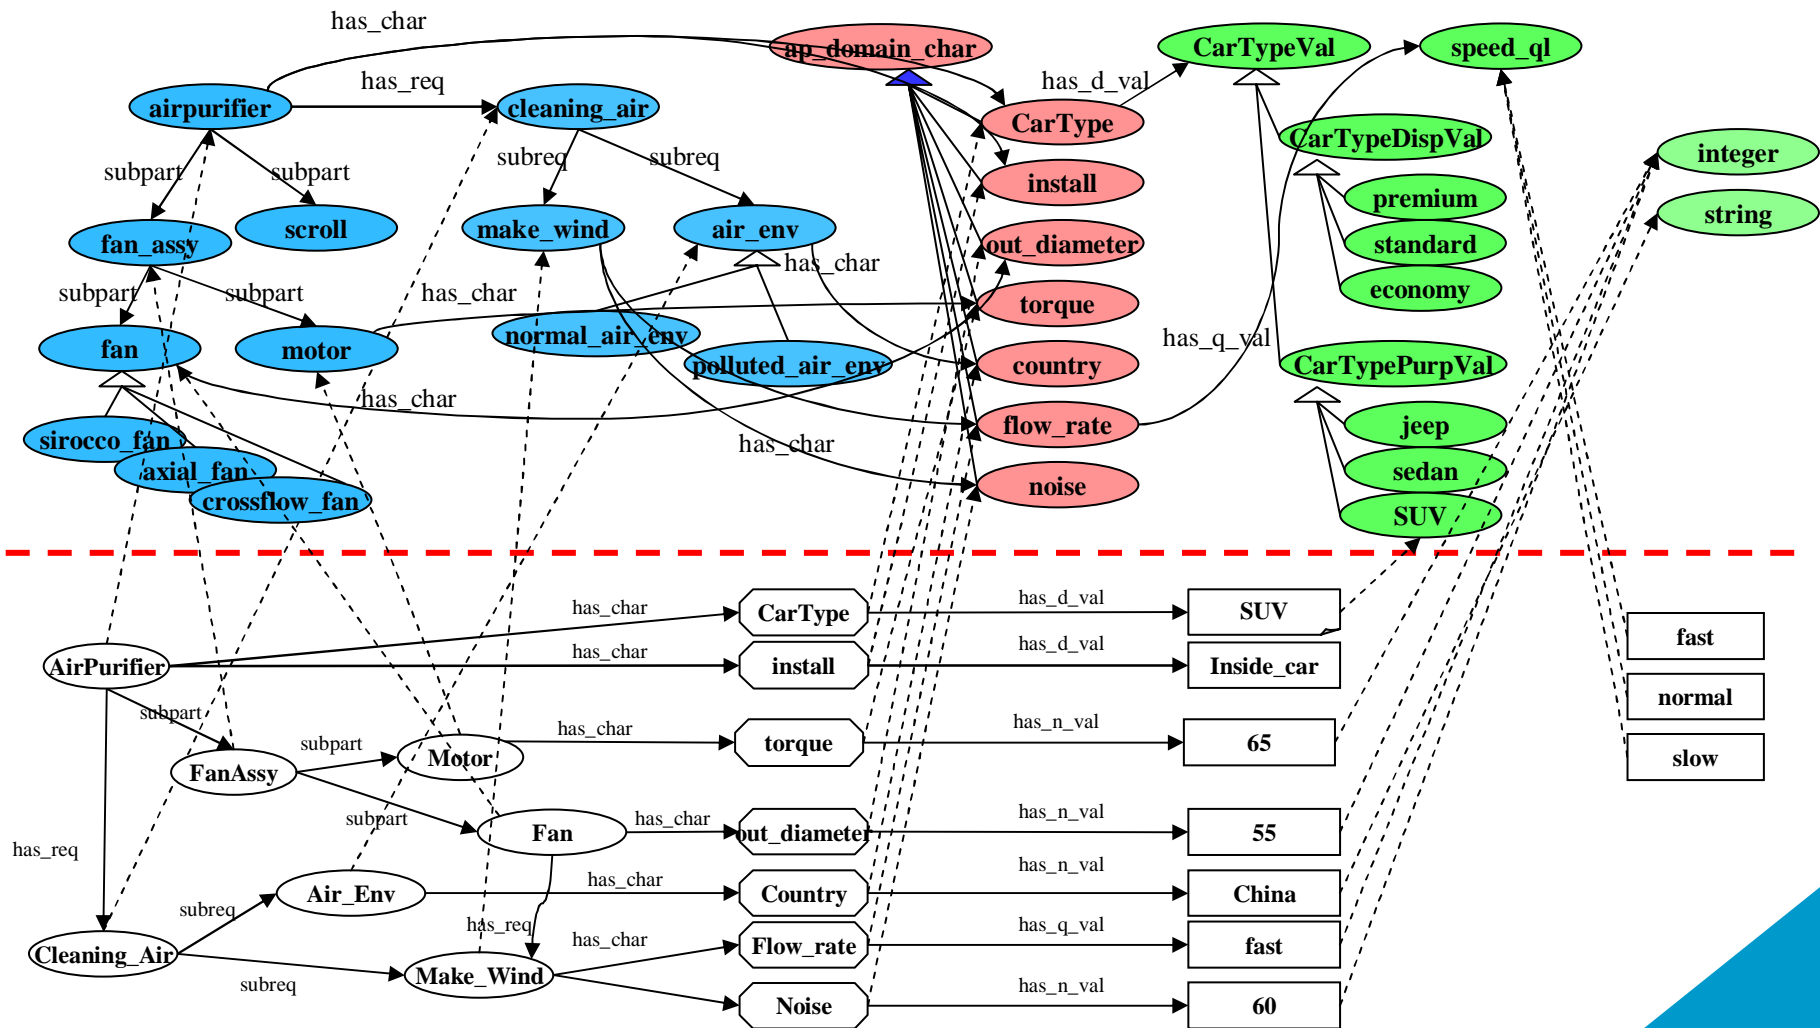 has_char
ap_domain_char
CarTypeVal
speed_ql
has_req
has_d_val
airpurifier
cleaning_air
CarType
CarTypeDispVal
integer
subpart
subpart
subreq
subreq
install
premium
string
fan_assy
scroll
make_wind
air_env
out_diameter
standard
has_char
subpart
subpart
has_char
torque
economy
fan
motor
normal_air_env
polluted_air_env
country
has_q_val
CarTypePurpVal
has_char
flow_rate
jeep
sirocco_fan
has_char
axial_fan
sedan
crossflow_fan
noise
SUV
has_char
CarType
has_d_val
SUV
fast
AirPurifier
has_char
install
has_d_val
Inside_car
normal
subpart
has_char
torque
has_n_val
65
slow
subpart
Motor
FanAssy
subpart
Fan
has_char
out_diameter
has_n_val
55
has_req
Air_Env
has_char
Country
has_n_val
China
subreq
has_req
has_char
Flow_rate
has_q_val
fast
Cleaning_Air
subreq
Make_Wind
Noise
has_n_val
60